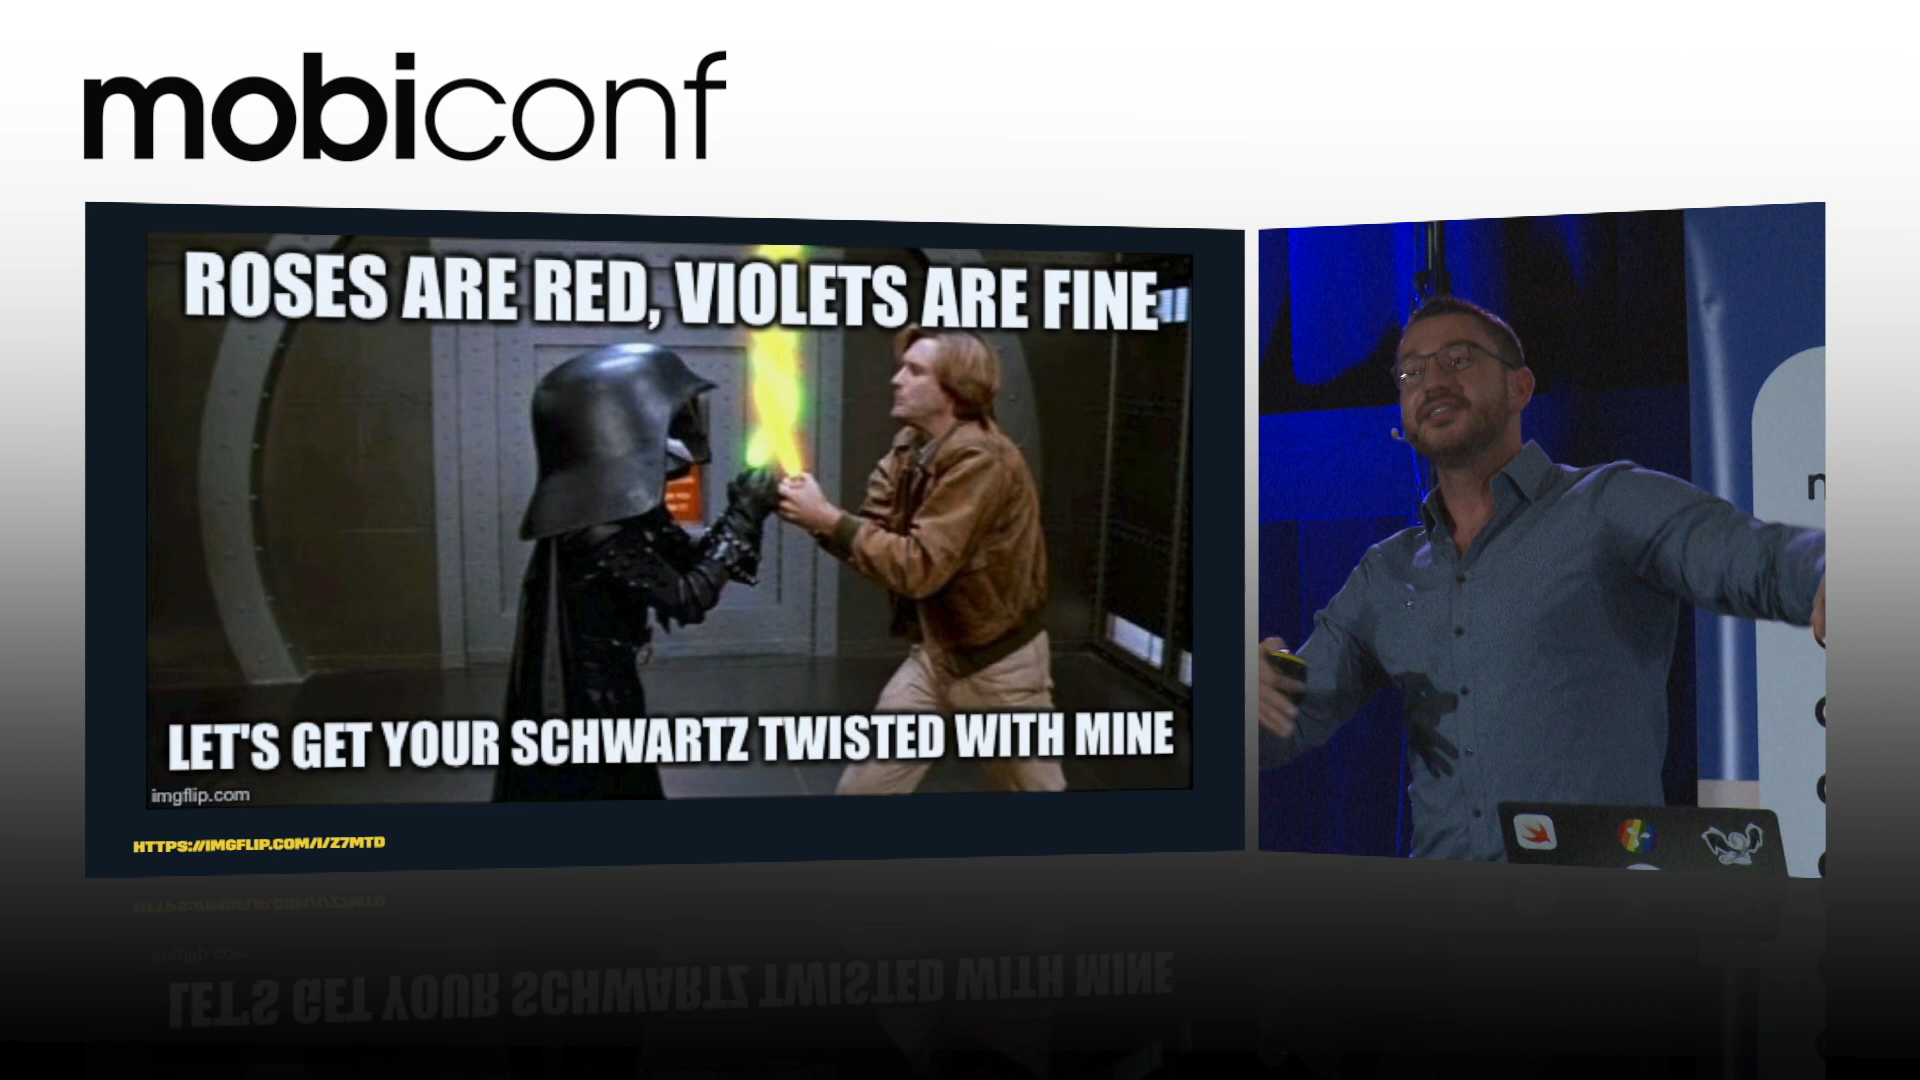 mobiconf
ROSES ARE RED, VIOLETS ARE FINE
LET'S GET YOUR SCHWARTZ TWISTED WITH MINE
imgflip.com
HTTPS://IMGFLIP.COM/I/Z7MTD